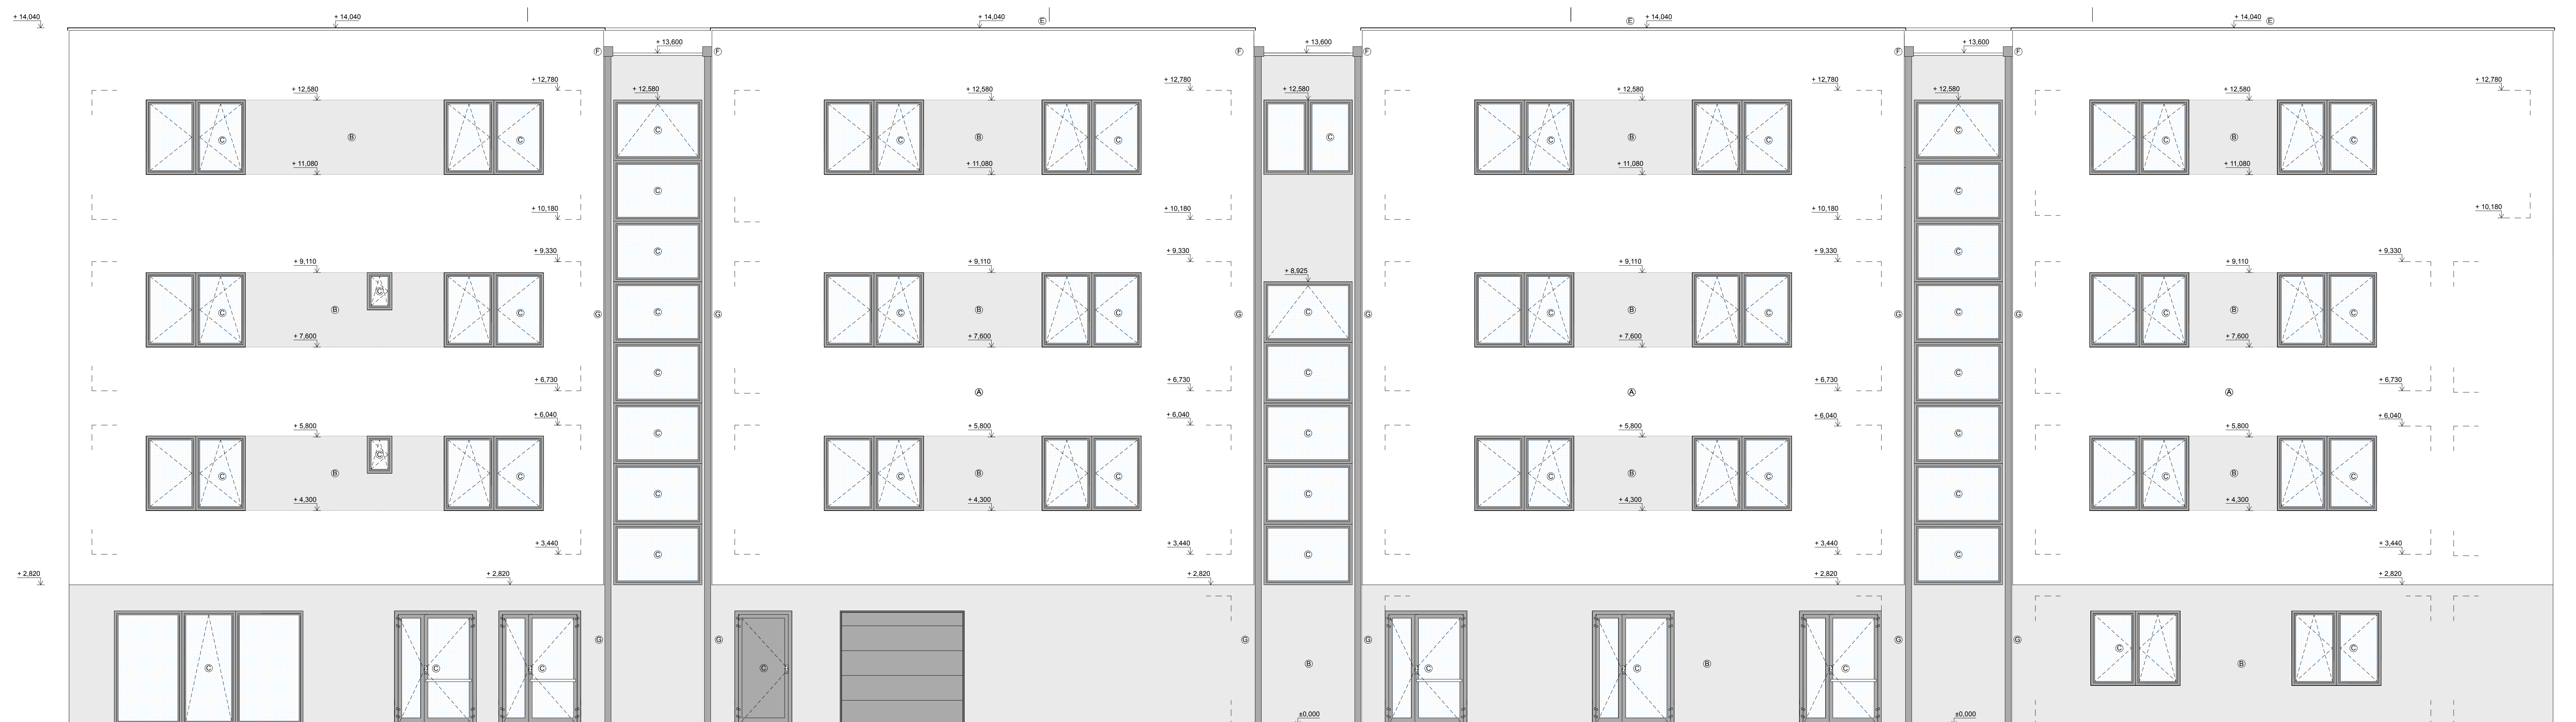 + 14,040 + 14,040 + 14,040 E E + 14,040 + 14,040 E
F + 13,600 F F + 13,600 F F + 13,600 F
+ 12,780 + 12,780 + 12,780 + 12,780
+ 12,580 + 12,580 + 12,580 + 12,580 + 12,580 + 12,580 + 12,580
C C C
C B C C B C C C B C C B C
+ 11,080 + 11,080 + 11,080 + 11,080
C C
+ 10,180 + 10,180 + 10,180 + 10,180
+ 9,330 C + 9,330 + 9,330 C + 9,330
+ 9,110 + 9,110 + 9,110 + 9,110
+ 8,925
C
C B C G C G C B C G C G C B C G C G C B C
+ 7,600 + 7,600 + 7,600 + 7,600
C C C
+ 6,730 + 6,730 + 6,730 + 6,730
A A A
+ 6,040 + 6,040 + 6,040 + 6,040
+ 5,800 + 5,800 + 5,800 + 5,800
C C C
C
C B C C B C C B C C B C
C C C
+ 4,300 + 4,300 + 4,300 + 4,300
+ 3,440 + 3,440 + 3,440 + 3,440
C C C
+ 2,820 + 2,820 + 2,820 + 2,820 + 2,820
G G G G G G
C C C C B C C B C C B C
±0,000 ±0,000